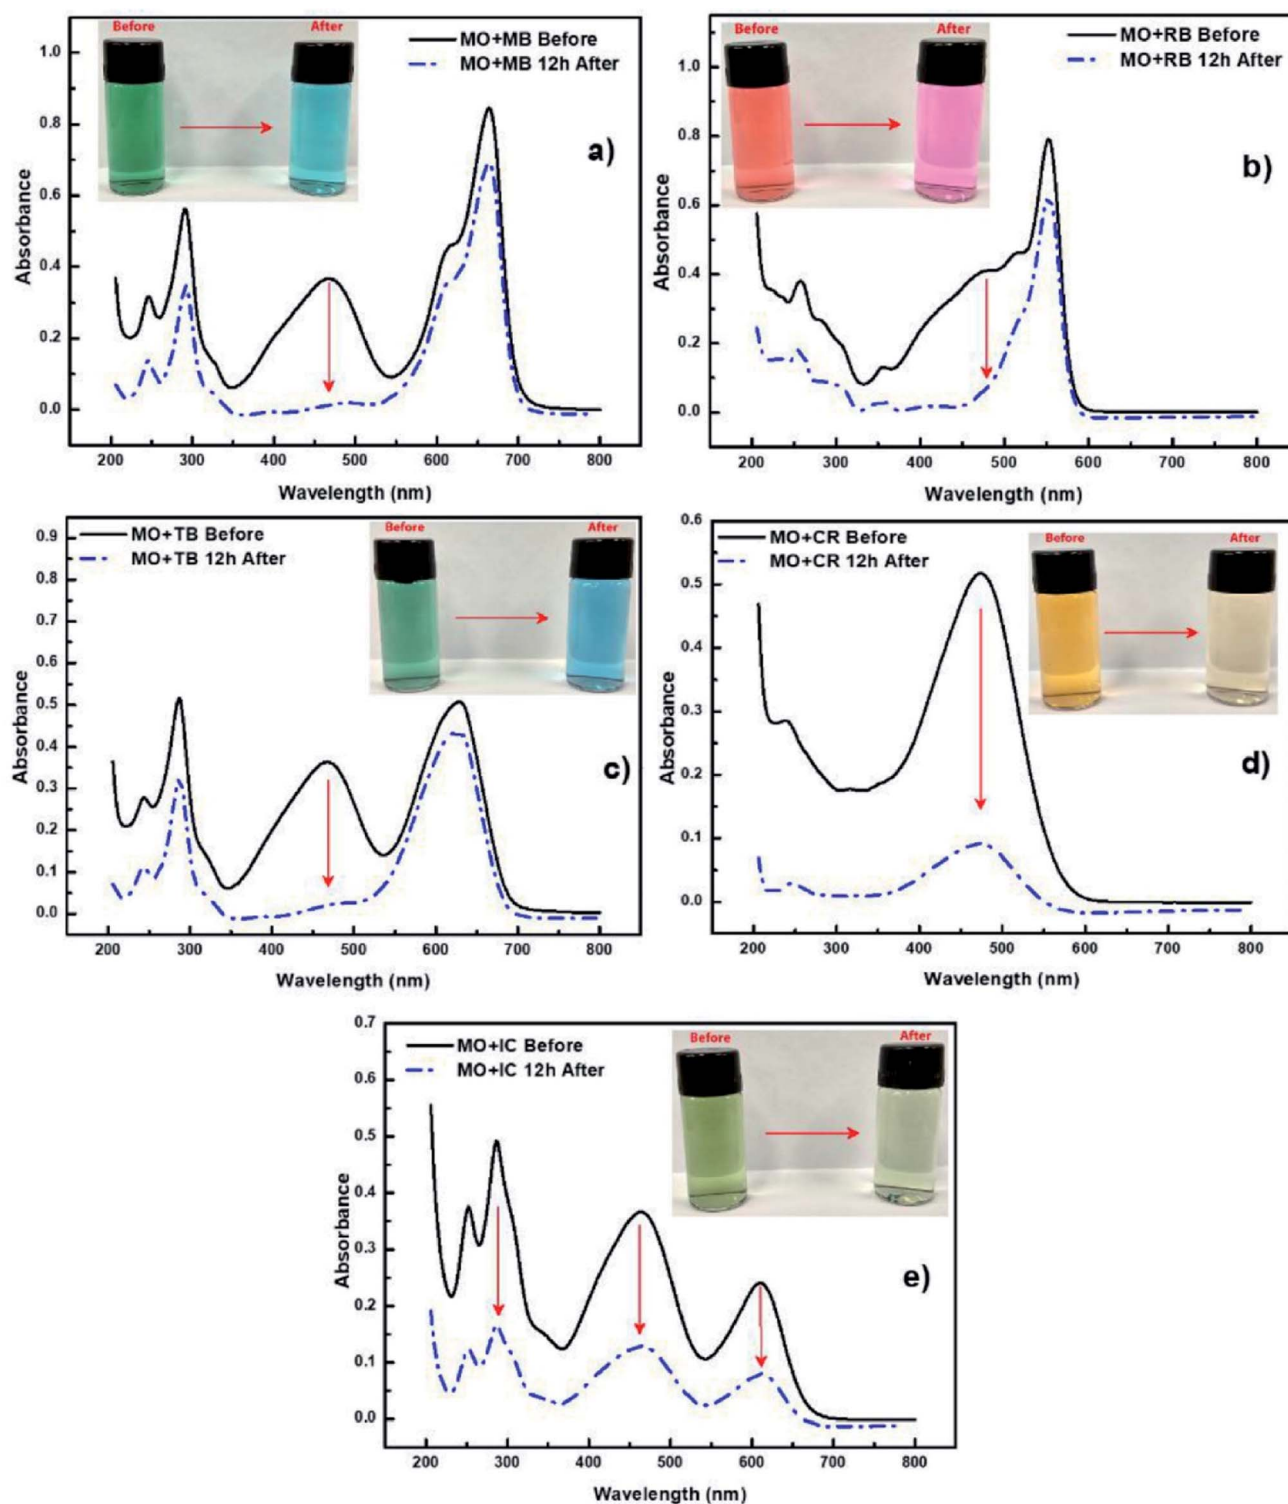 Before
After
MO+MB Before
MO+MB 12h After
a)
1.0
0.8
0.6
0.4
0.2
0.0
Absorbance
200 300 400 500 600 700 800
Wavelength (nm)
Before
After
MO+RB Before
MO+RB 12h After
b)
1.0
0.8
0.6
0.4
0.2
0.0
Absorbance
200 300 400 500 600 700 800
Wavelength (nm)
MO+TB Before
MO+TB 12h After
Before
After
c)
0.9
0.8
0.7
0.6
0.5
0.4
0.3
0.2
0.1
0.0
Absorbance
200 300 400 500 600 700 800
Wavelength (nm)
MO+CR Before
MO+CR 12h After
Before
After
d)
0.6
0.5
0.4
0.3
0.2
0.1
0.0
Absorbance
200 300 400 500 600 700 800
Wavelength (nm)
MO+IC Before
MO+IC 12h After
Before
After
e)
0.7
0.6
0.5
0.4
0.3
0.2
0.1
0.0
Absorbance
200 300 400 500 600 700 800
Wavelength (nm)